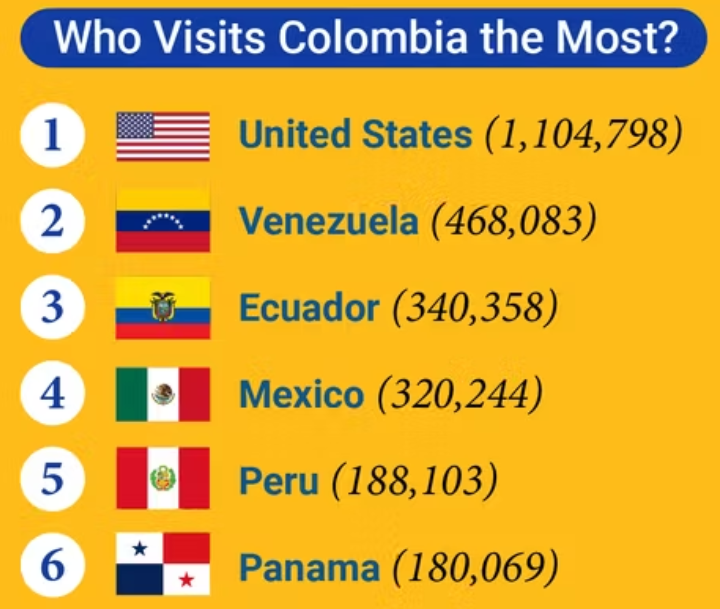 Who Visits Colombia the Most?
1 United States (1,104,798)
2 Venezuela (468,083)
3 Ecuador (340,358)
4 Mexico (320,244)
5 Peru (188,103)
6 Panama (180,069)